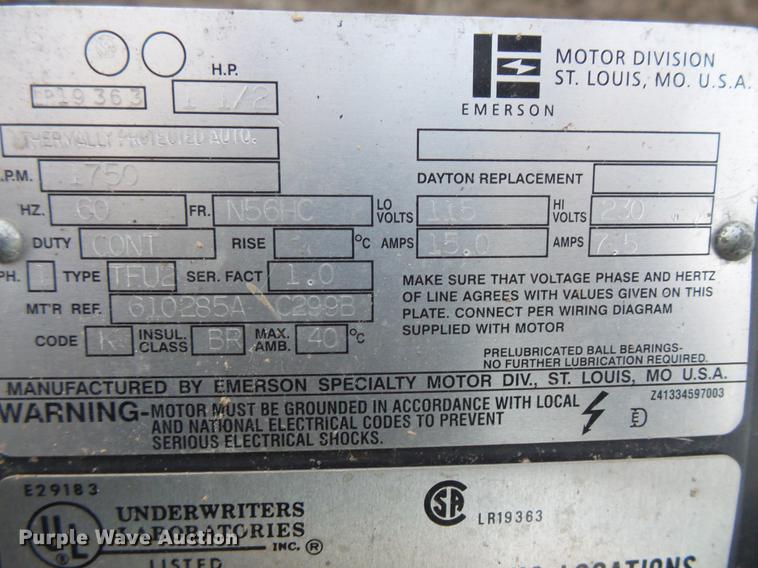 H.P.
LR19363 1 1/2
EMERSON
MOTOR DIVISION
ST. LOUIS, MO. U.S.A.
THERMALLY PROTECTED AUTO.
.P.M. 1750
DAYTON REPLACEMENT
HZ. 60 FR. N56HC LO VOLTS 115 HI VOLTS 230
DUTY CONT RISE °C AMPS 15.0 AMPS 7.5
PH. 1 TYPE TFU2 SER. FACT 1.0
MT'R REF. 610285A C299B
CODE K INSUL. CLASS BR MAX. AMB. 40 °C
MAKE SURE THAT VOLTAGE PHASE AND HERTZ
OF LINE AGREES WITH VALUES GIVEN ON THIS
PLATE. CONNECT PER WIRING DIAGRAM
SUPPLIED WITH MOTOR
PRELUBRICATED BALL BEARINGS-
NO FURTHER LUBRICATION REQUIRED.
MANUFACTURED BY EMERSON SPECIALTY MOTOR DIV., ST. LOUIS, MO U.S.A.
Z41334597003
WARNING-MOTOR MUST BE GROUNDED IN ACCORDANCE WITH LOCAL
AND NATIONAL ELECTRICAL CODES TO PREVENT
SERIOUS ELECTRICAL SHOCKS.
E29183
UL
UNDERWRITERS
LABORATORIES
INC.®
LISTED
CSA
LR19363
LOCATIONS
Purple Wave Auction